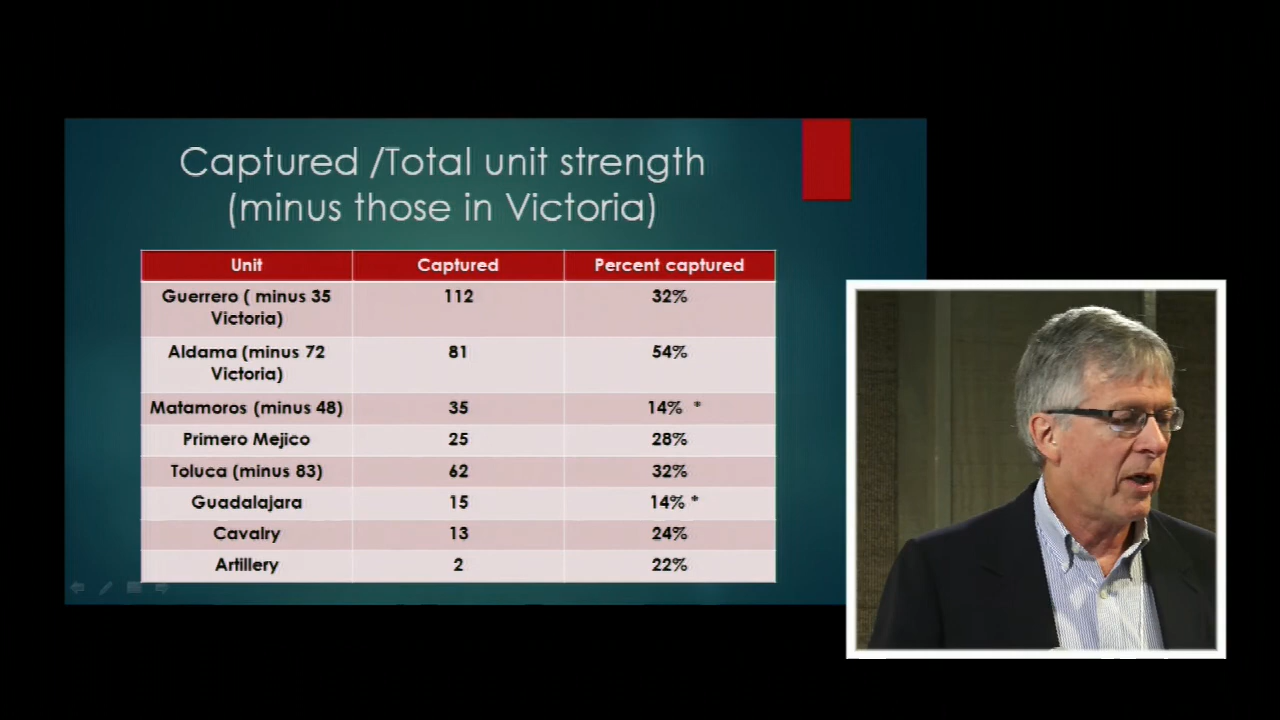 Captured /Total unit strength
(minus those in Victoria)
Unit Captured Percent captured
Guerrero ( minus 35 112 32%
Victoria)
Aldama (minus 72 81 54%
Victoria)
Matamoros (minus 48) 35 14% *
Primero Mejico 25 28%
Toluca (minus 83) 62 32%
Guadalajara 15 14% *
Cavalry 13 24%
Artillery 2 22%